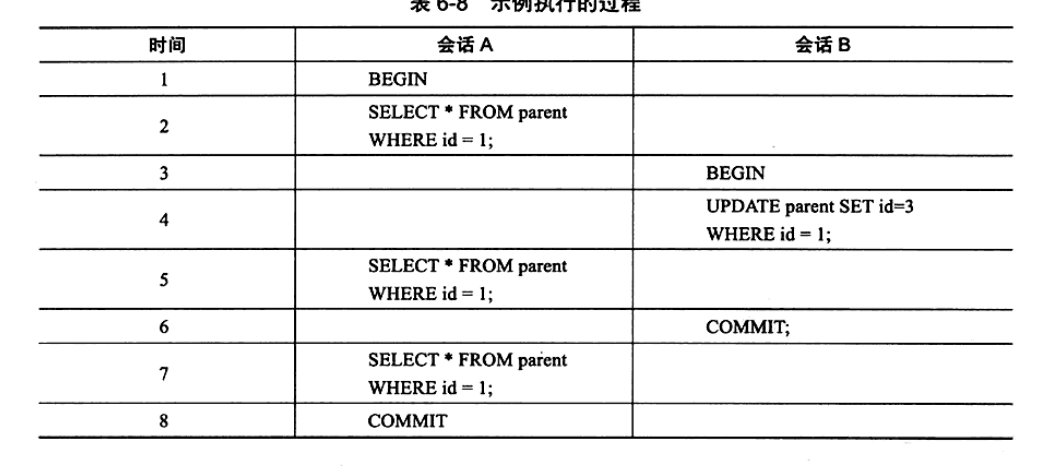 表 6-8 示例执行的过程
时间 会话 A 会话 B
1 BEGIN
2 SELECT * FROM parent
WHERE id = 1;
3 BEGIN
4 UPDATE parent SET id=3
WHERE id = 1;
5 SELECT * FROM parent
WHERE id = 1;
6 COMMIT;
7 SELECT * FROM parent
WHERE id = 1;
8 COMMIT